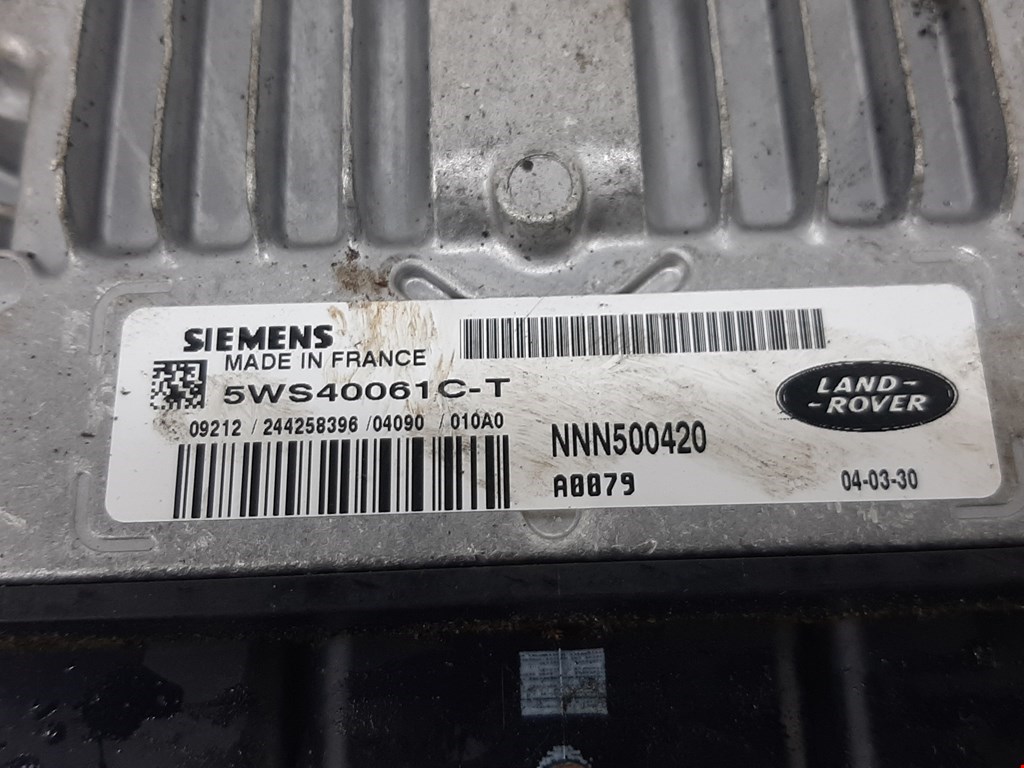 SIEMENS
MADE IN FRANCE
5WS40061C-T
09212 / 244258396 / 04090 / 010A0
NNN500420
A0079
LAND-
-ROVER
04-03-30